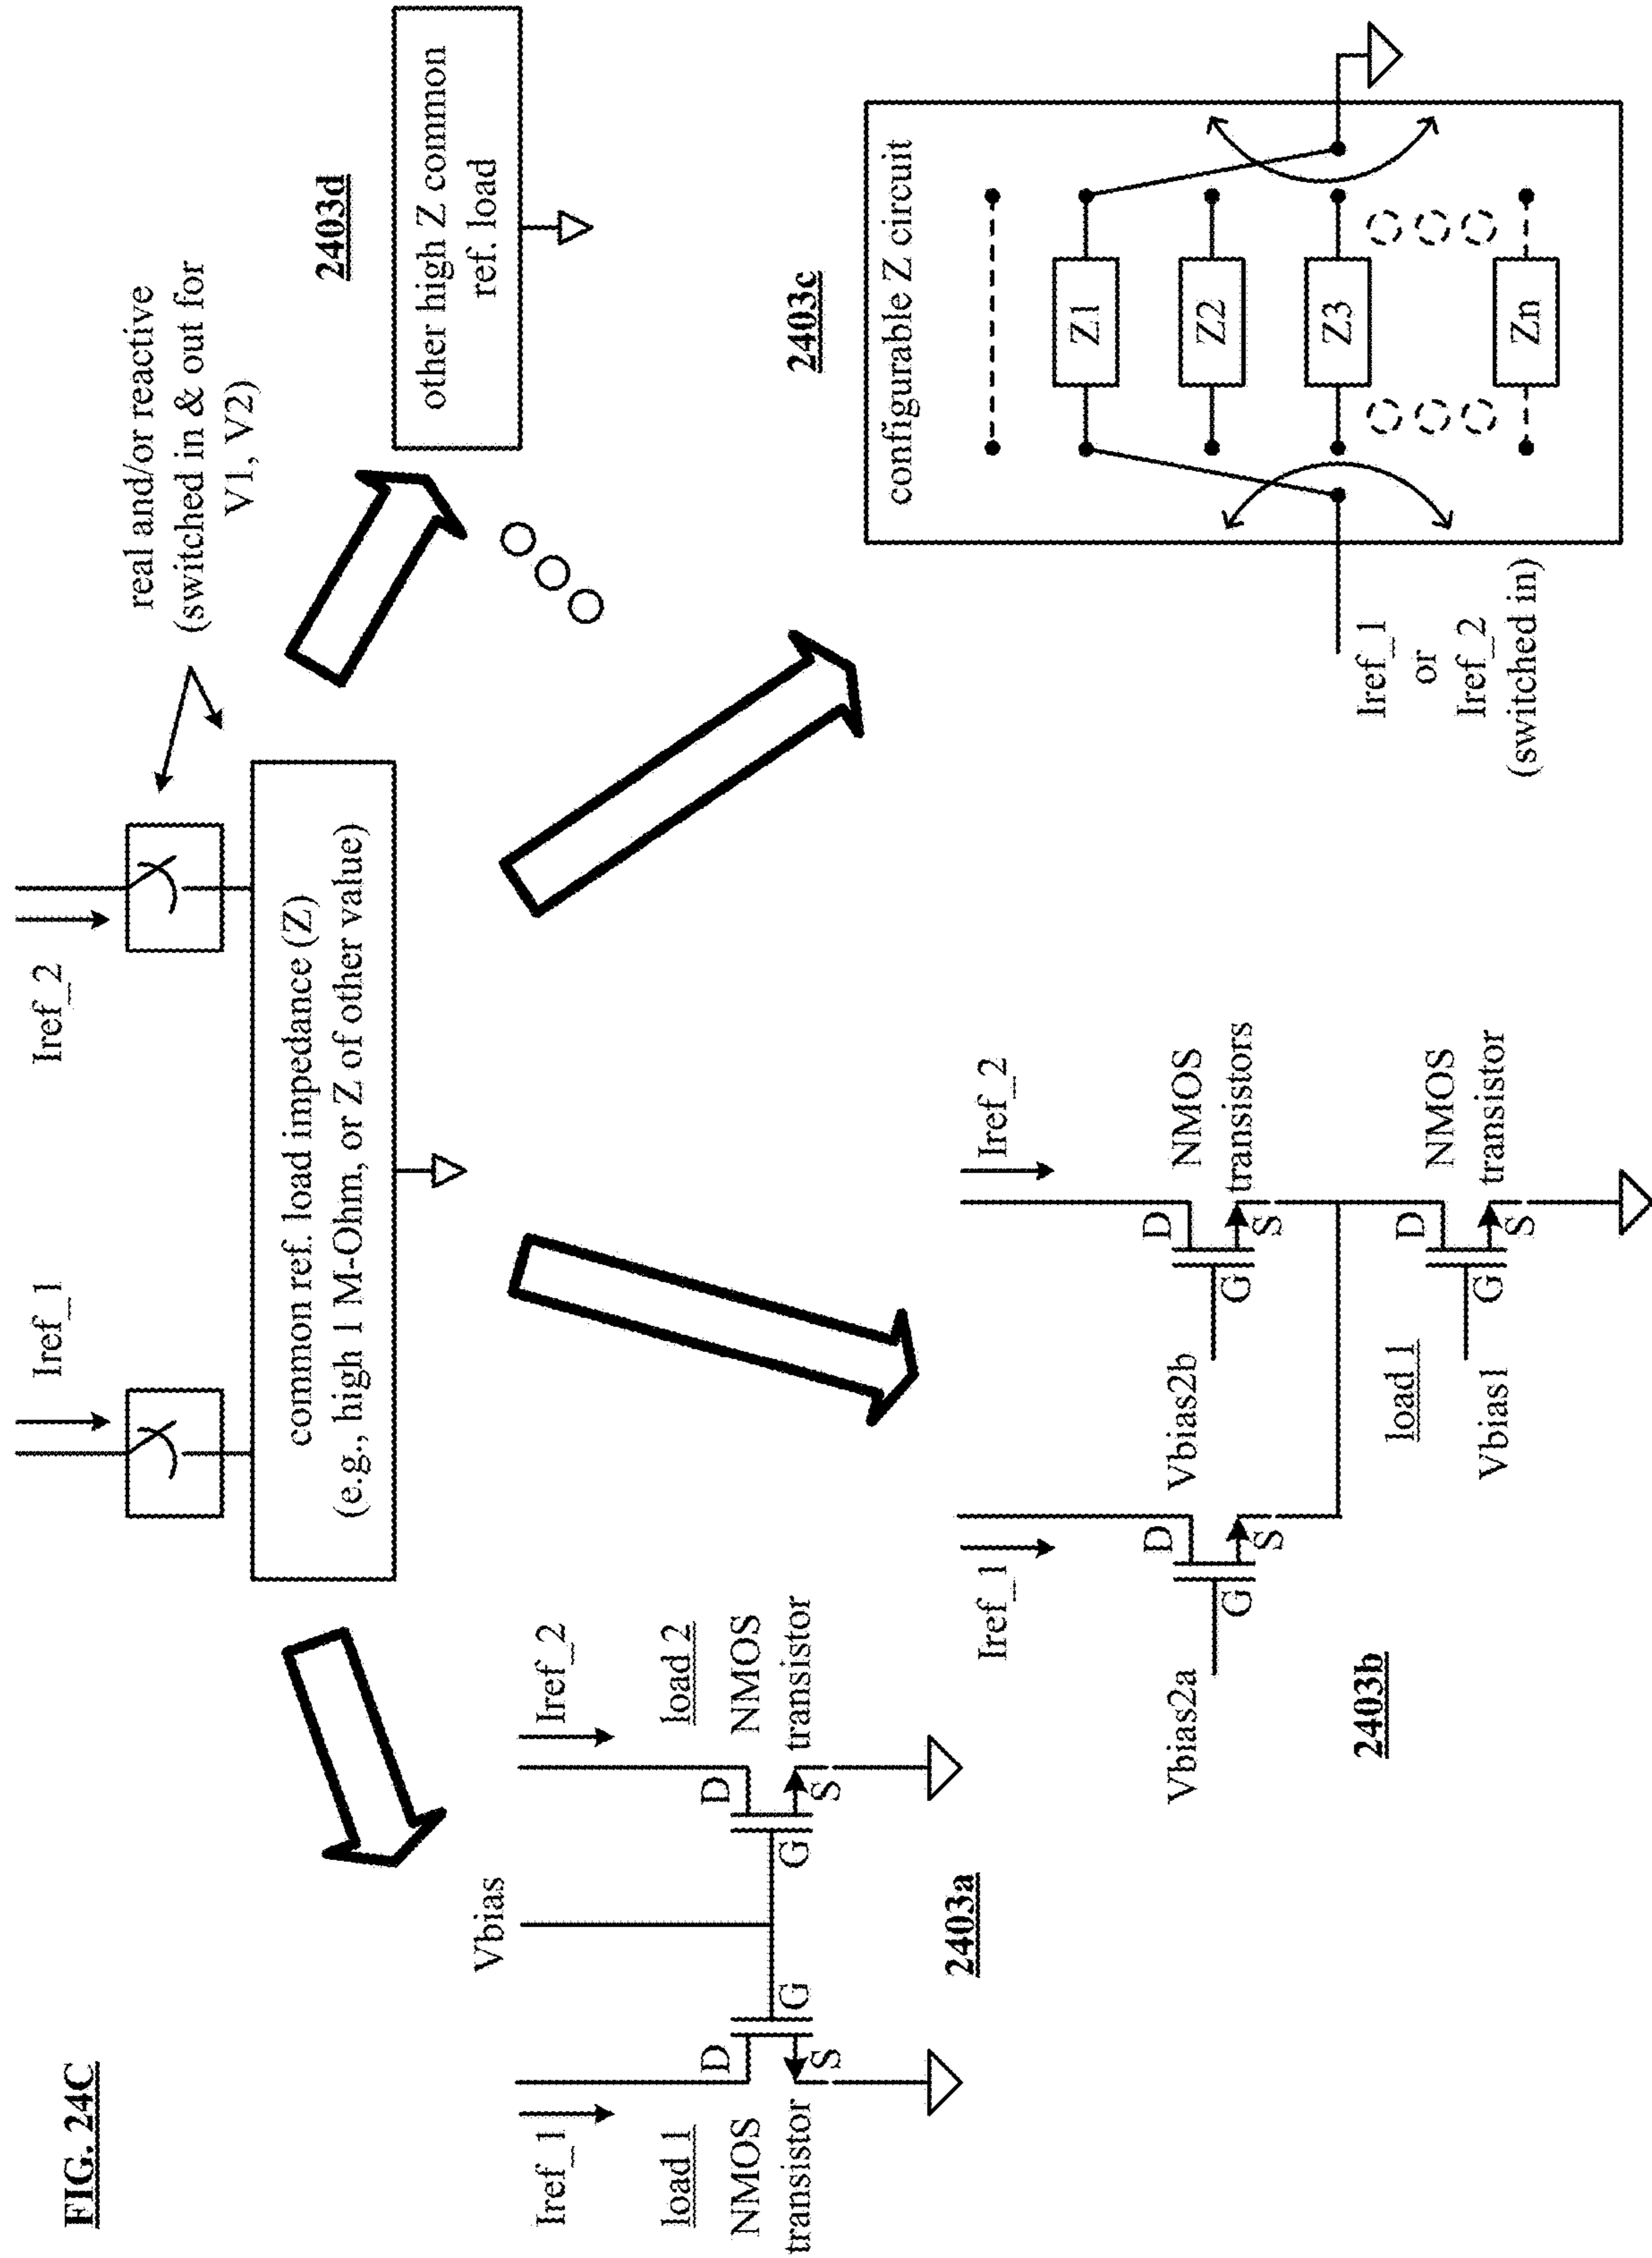 FIG. 24C
Iref_1
Iref_2
real and/or reactive
(switched in & out for
V1, V2)
common ref. load impedance (Z)
(e.g., high 1 M-Ohm, or Z of other value)
2403d
other high Z common
ref. load
Vbias
Iref_1
load 1
NMOS
transistor
D
G
S
Iref_2
load 2
NMOS
transistor
D
G
S
2403a
Iref_1
D
G
S
Vbias2a
Iref_2
D
G
S
Vbias2b
NMOS
transistors
load 1
Vbias1
D
G
S
NMOS
transistor
2403b
2403c
configurable Z circuit
Z1
Z2
Z3
Zn
Iref_1
or
Iref_2
(switched in)